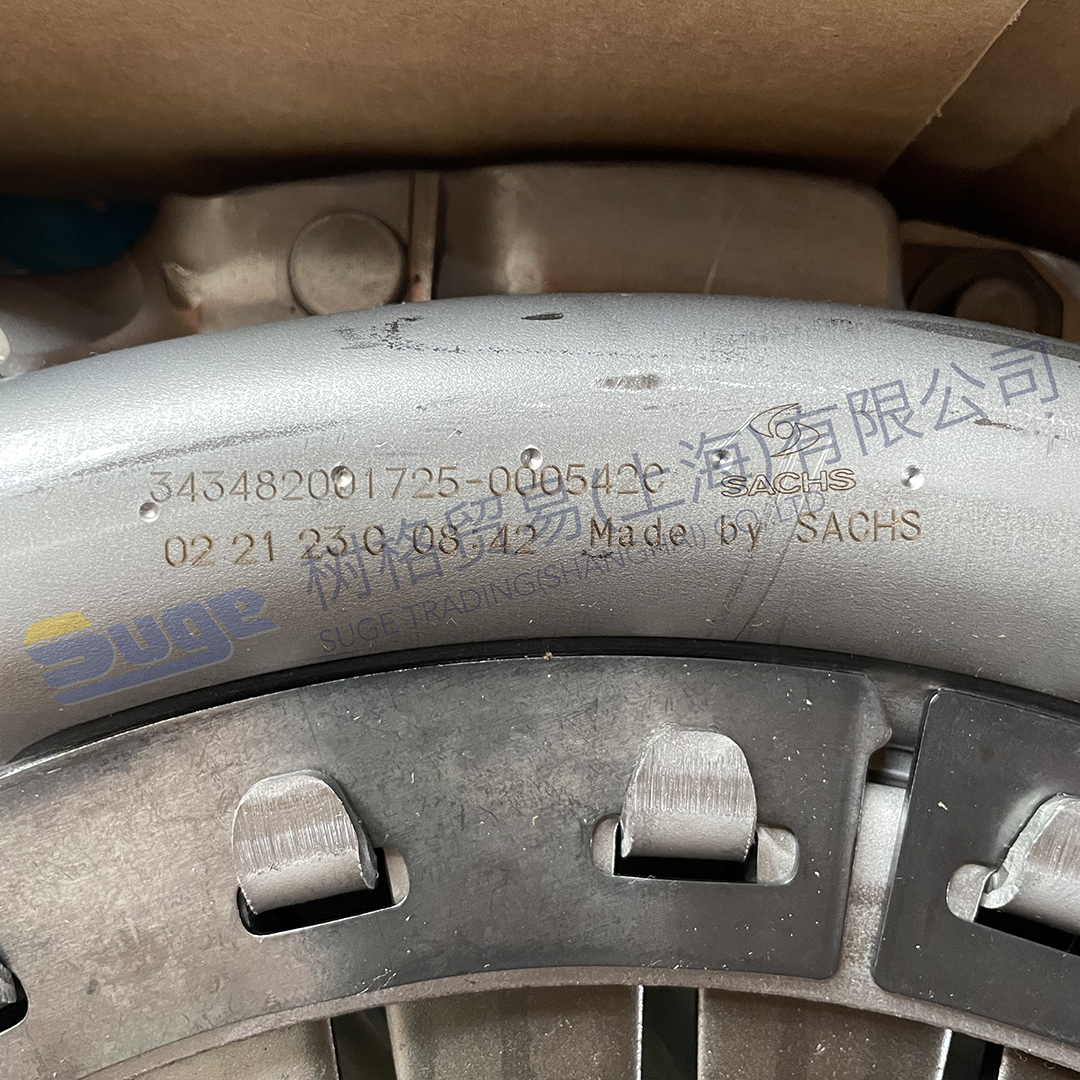 343482001725-000542C
SACHS
02 21 23 C 08:42 Made by SACHS
树格贸易(上海)有限公司
SUGE TRADING(SHANGHAI) CO.,LTD
Suge